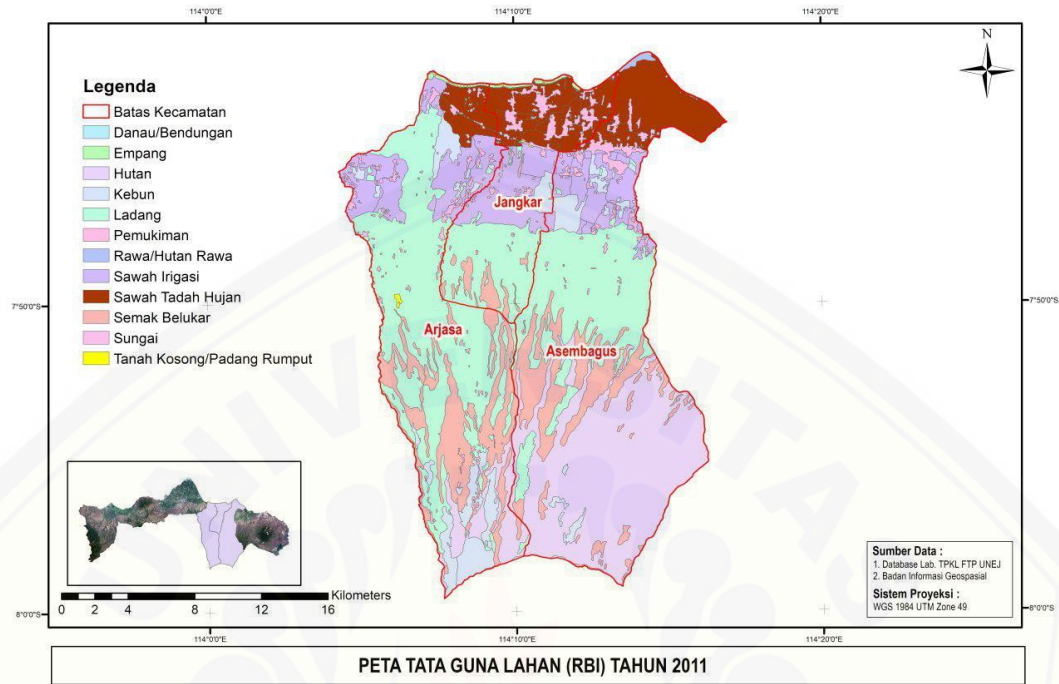 114°0'0"E
114°10'0"E
114°20'0"E
N
Legenda
Batas Kecamatan
Danau/Bendungan
Empang
Hutan
Kebun
Ladang
Pemukiman
Rawa/Hutan Rawa
Sawah Irigasi
Sawah Tadah Hujan
Semak Belukar
Sungai
Tanah Kosong/Padang Rumput
Jangkar
Arjasa
Asembagus
7°50'0"S
7°50'0"S
Kilometers
0 2 4 8 12 16
Sumber Data :
1. Database Lab. TPKL FTP UNEJ
2. Badan Informasi Geospasial
Sistem Proyeksi :
WGS 1984 UTM Zone 49
8°0'0"S
8°0'0"S
114°0'0"E
114°10'0"E
114°20'0"E
PETA TATA GUNA LAHAN (RBI) TAHUN 2011
UNIVERSITAS